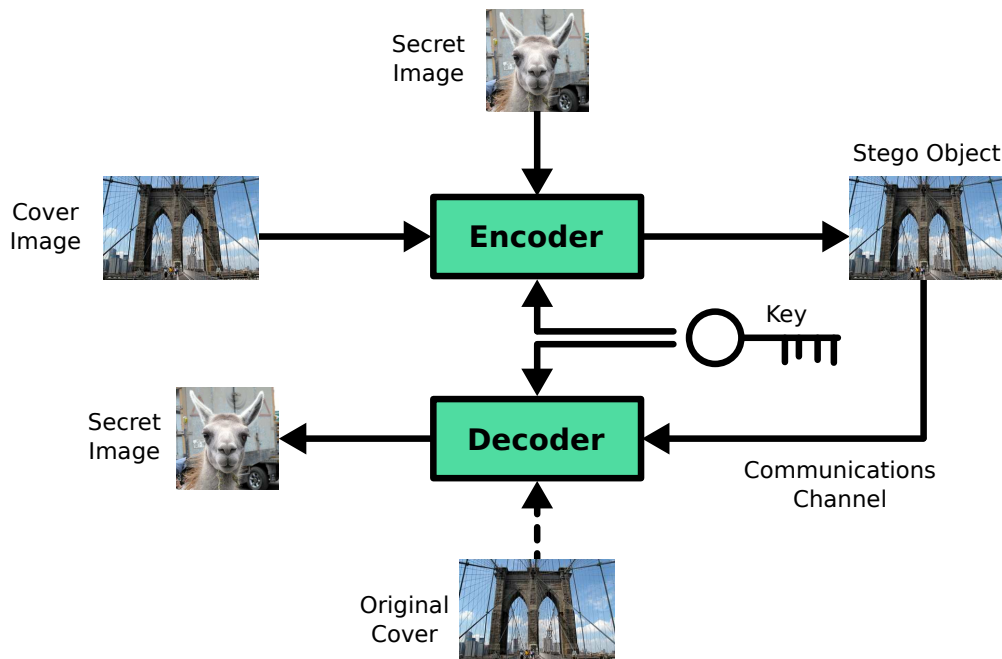 Secret
Image
Stego Object
Cover
Image
Encoder
Key
Secret
Image
Decoder
Communications
Channel
Original
Cover